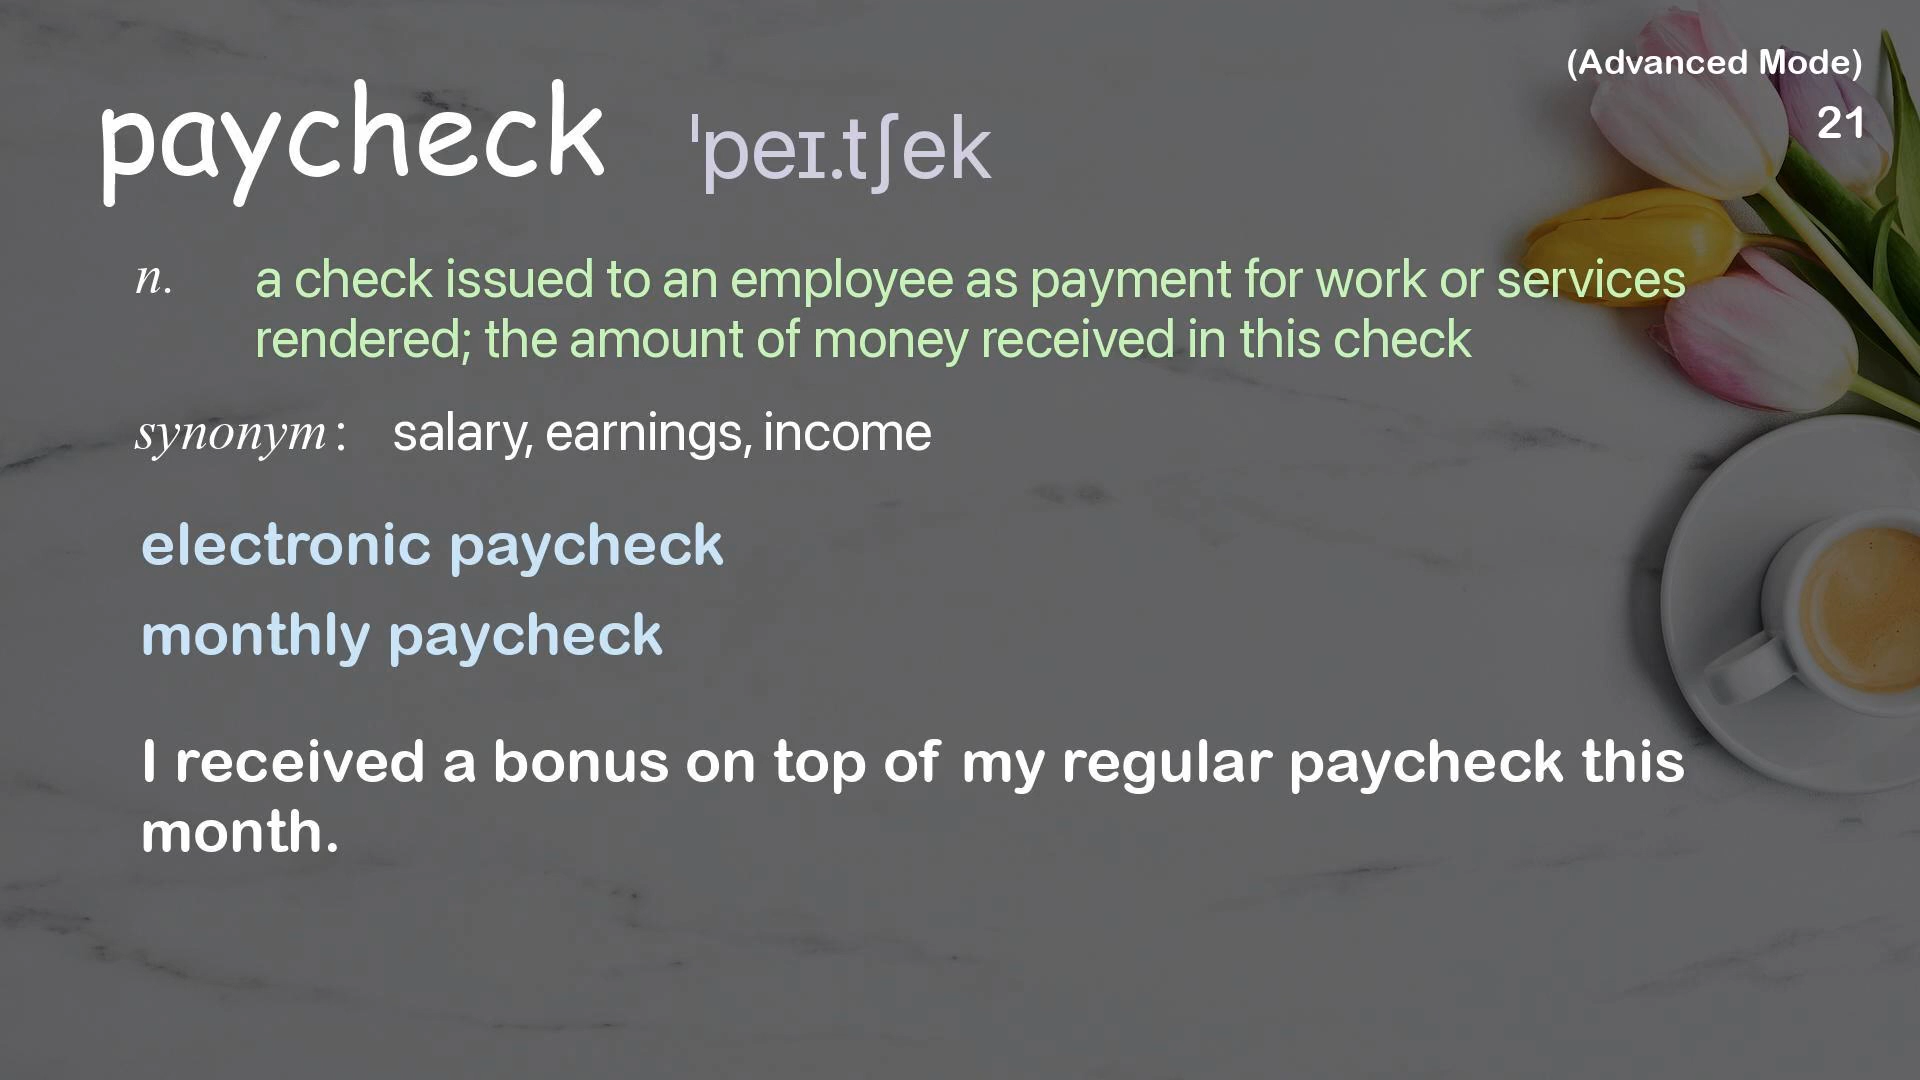 (Advanced Mode)
21
paycheck ˈpeɪ.tʃek
n. a check issued to an employee as payment for work or services
rendered; the amount of money received in this check
synonym: salary, earnings, income
electronic paycheck
monthly paycheck
I received a bonus on top of my regular paycheck this
month.